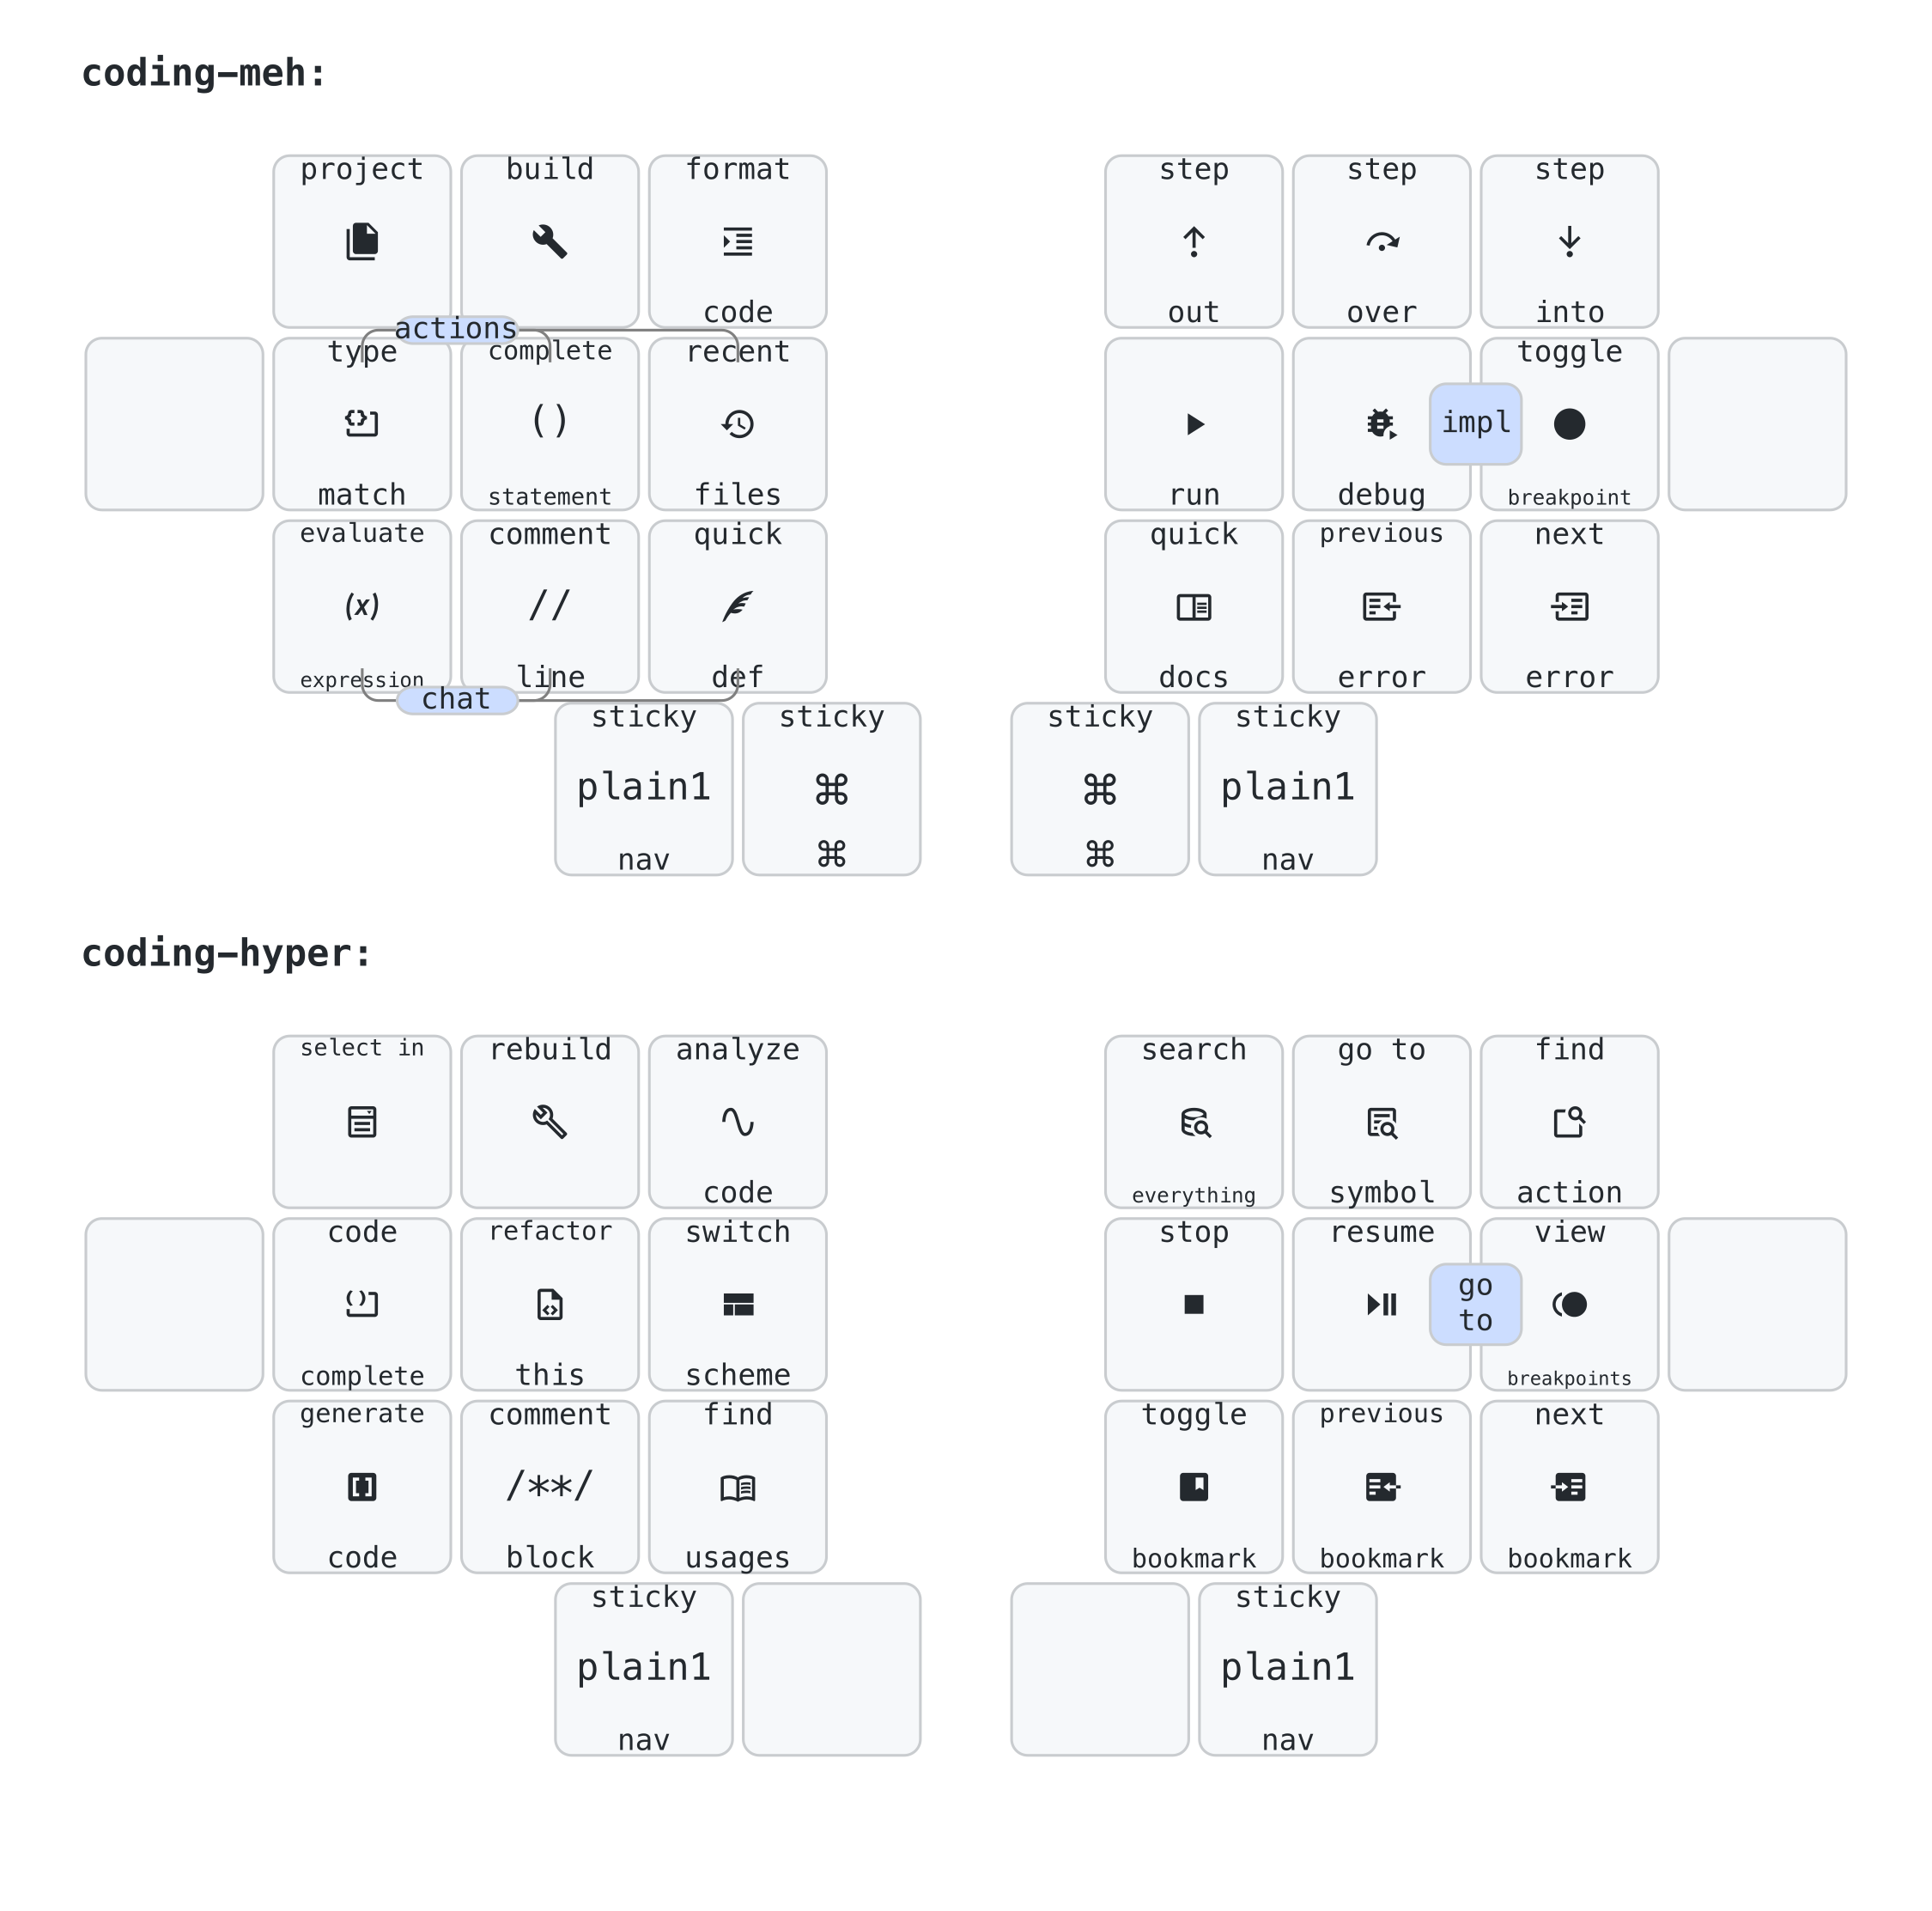 coding-meh:
project build format step step step
code out over into
actions
type complete recent toggle
() impl
match statement files run debug breakpoint
evaluate comment quick quick previous next
(x) //
expression line def docs error error
chat
sticky sticky sticky sticky
plain1 ⌘ ⌘ plain1
nav ⌘ ⌘ nav
coding-hyper:
select in rebuild analyze search go to find
code everything symbol action
code refactor switch stop resume view
go
to
complete this scheme breakpoints
generate comment find toggle previous next
/**/
code block usages bookmark bookmark bookmark
sticky sticky
plain1 plain1
nav nav